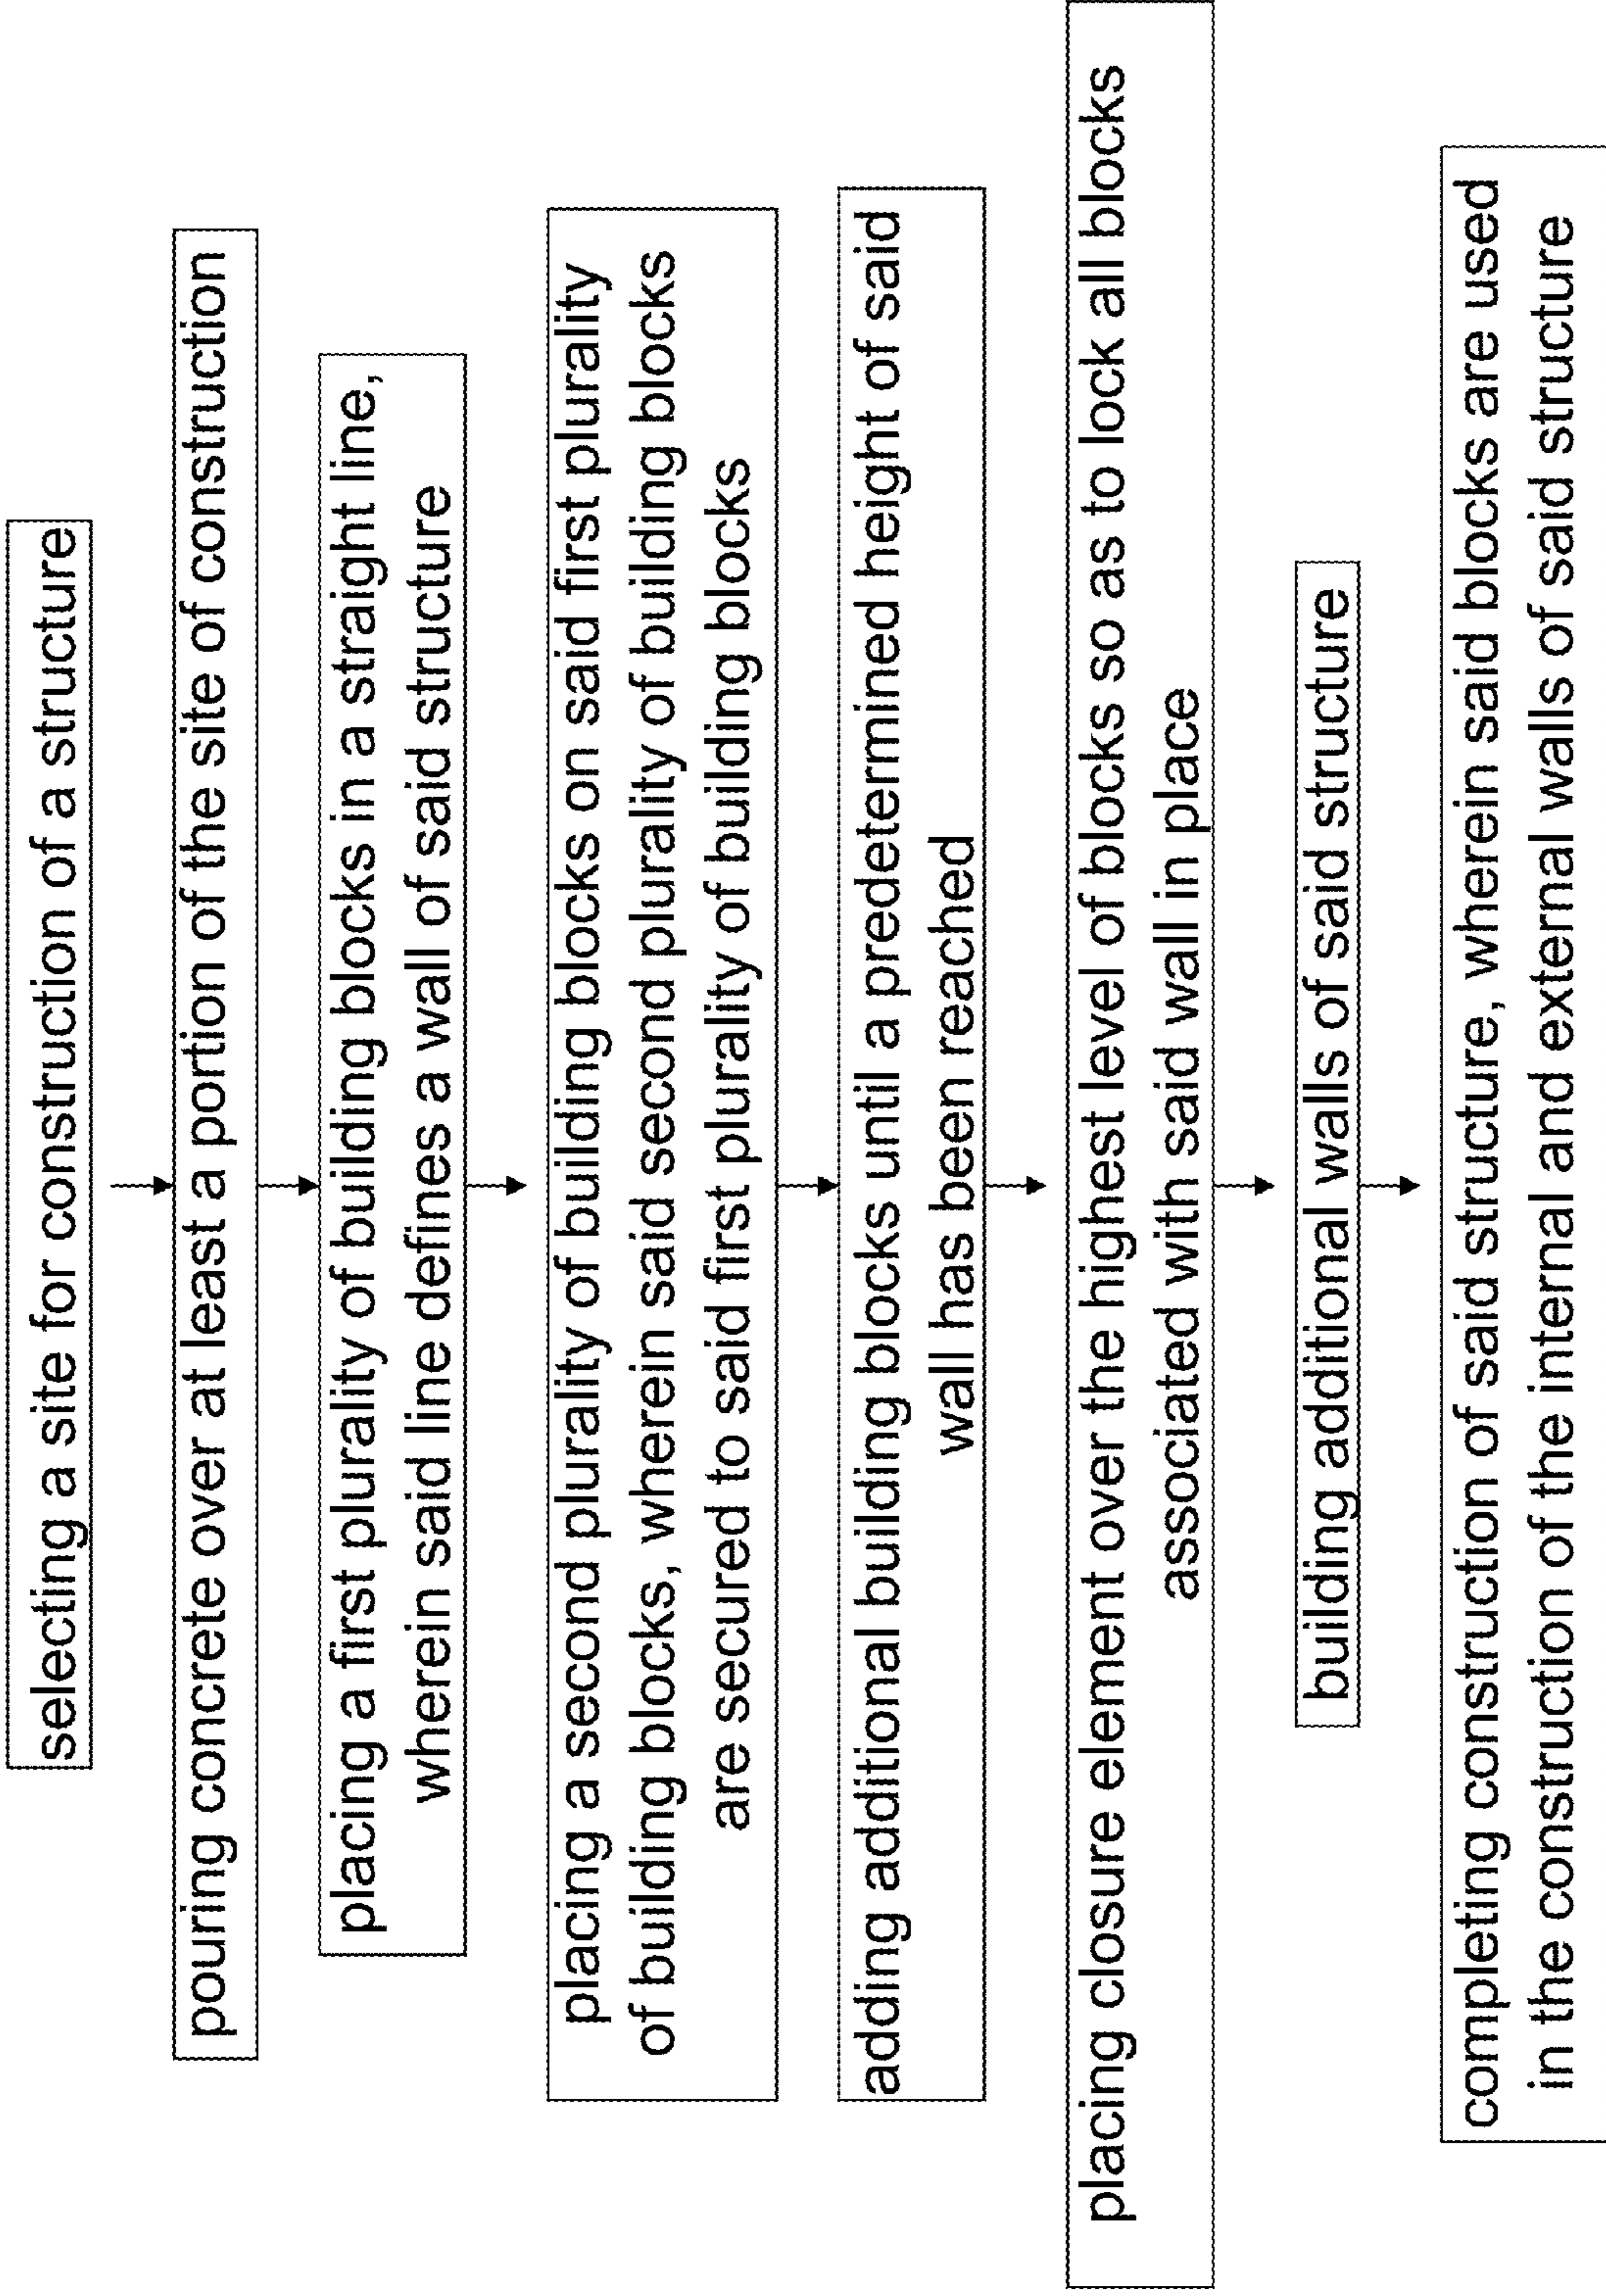 selecting a site for construction of a structure
pouring concrete over at least a portion of the site of construction
placing a first plurality of building blocks in a straight line,
wherein said line defines a wall of said structure
placing a second plurality of building blocks on said first plurality
of building blocks, wherein said second plurality of building blocks
are secured to said first plurality of building blocks
adding additional building blocks until a predetermined height of said
wall has been reached
placing closure element over the highest level of blocks so as to lock all blocks
associated with said wall in place
building additional walls of said structure
completing construction of said structure, wherein said blocks are used
in the construction of the internal and external walls of said structure